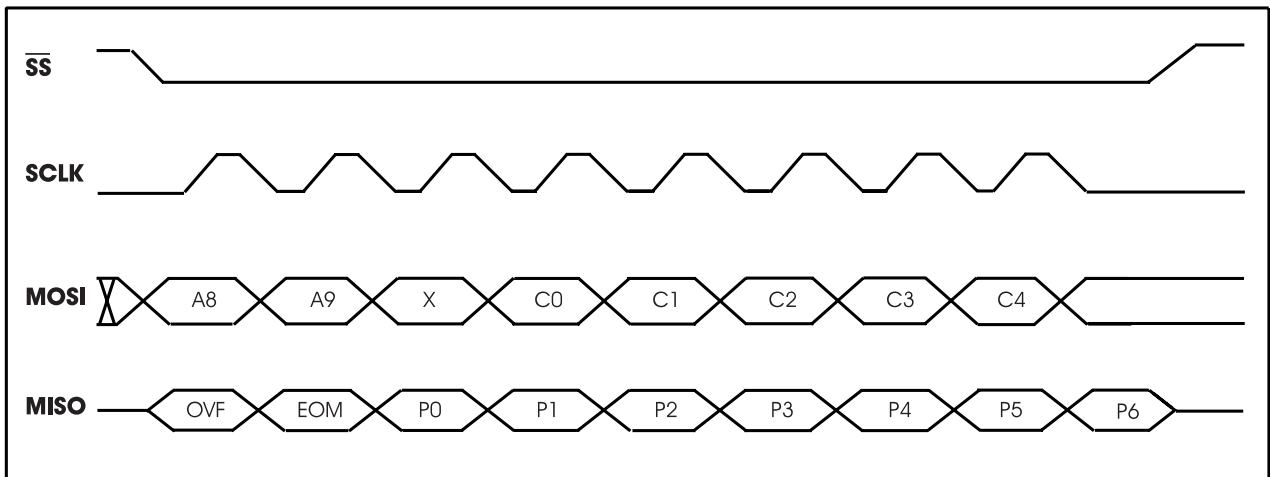 SS
SCLK
MOSI A8 A9 X C0 C1 C2 C3 C4
MISO OVF EOM P0 P1 P2 P3 P4 P5 P6